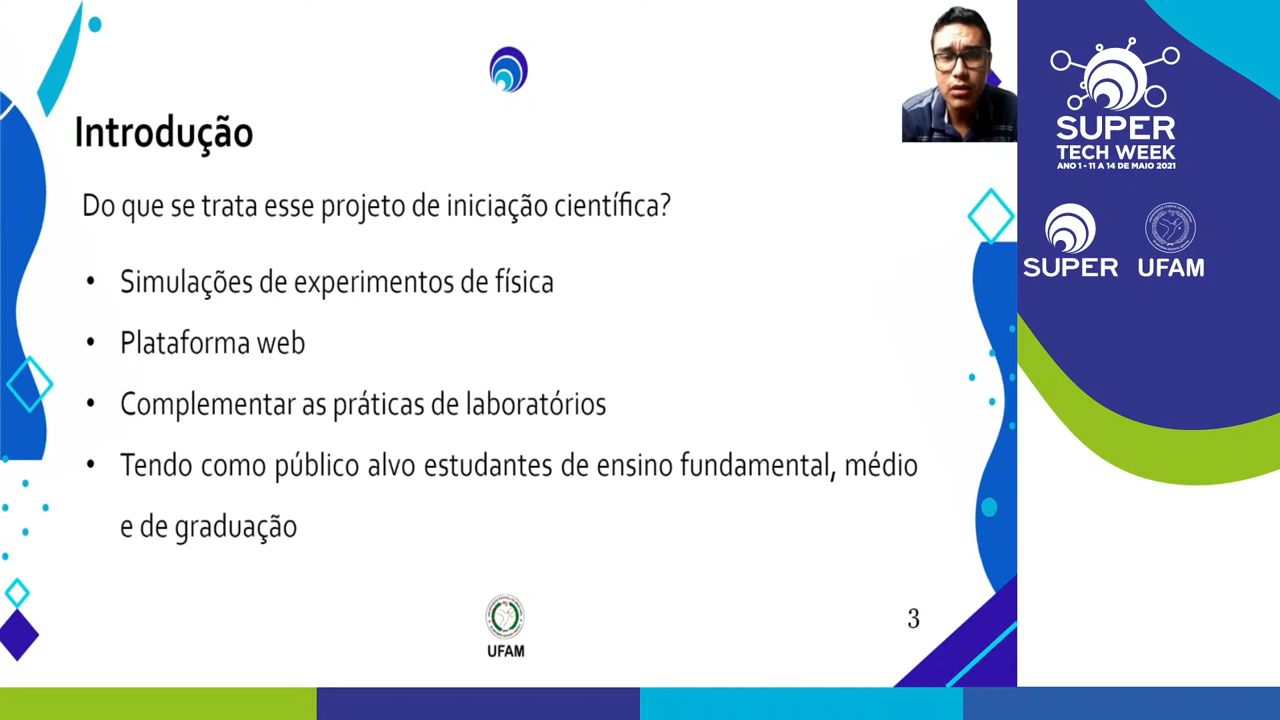 Introdução
Do que se trata esse projeto de iniciação científica?
• Simulações de experimentos de física
• Plataforma web
• Complementar as práticas de laboratórios
• Tendo como público alvo estudantes de ensino fundamental, médio
e de graduação
UFAM
3
SUPER
TECH WEEK
ANO 1 - 11 A 14 DE MAIO 2021
SUPER
UFAM